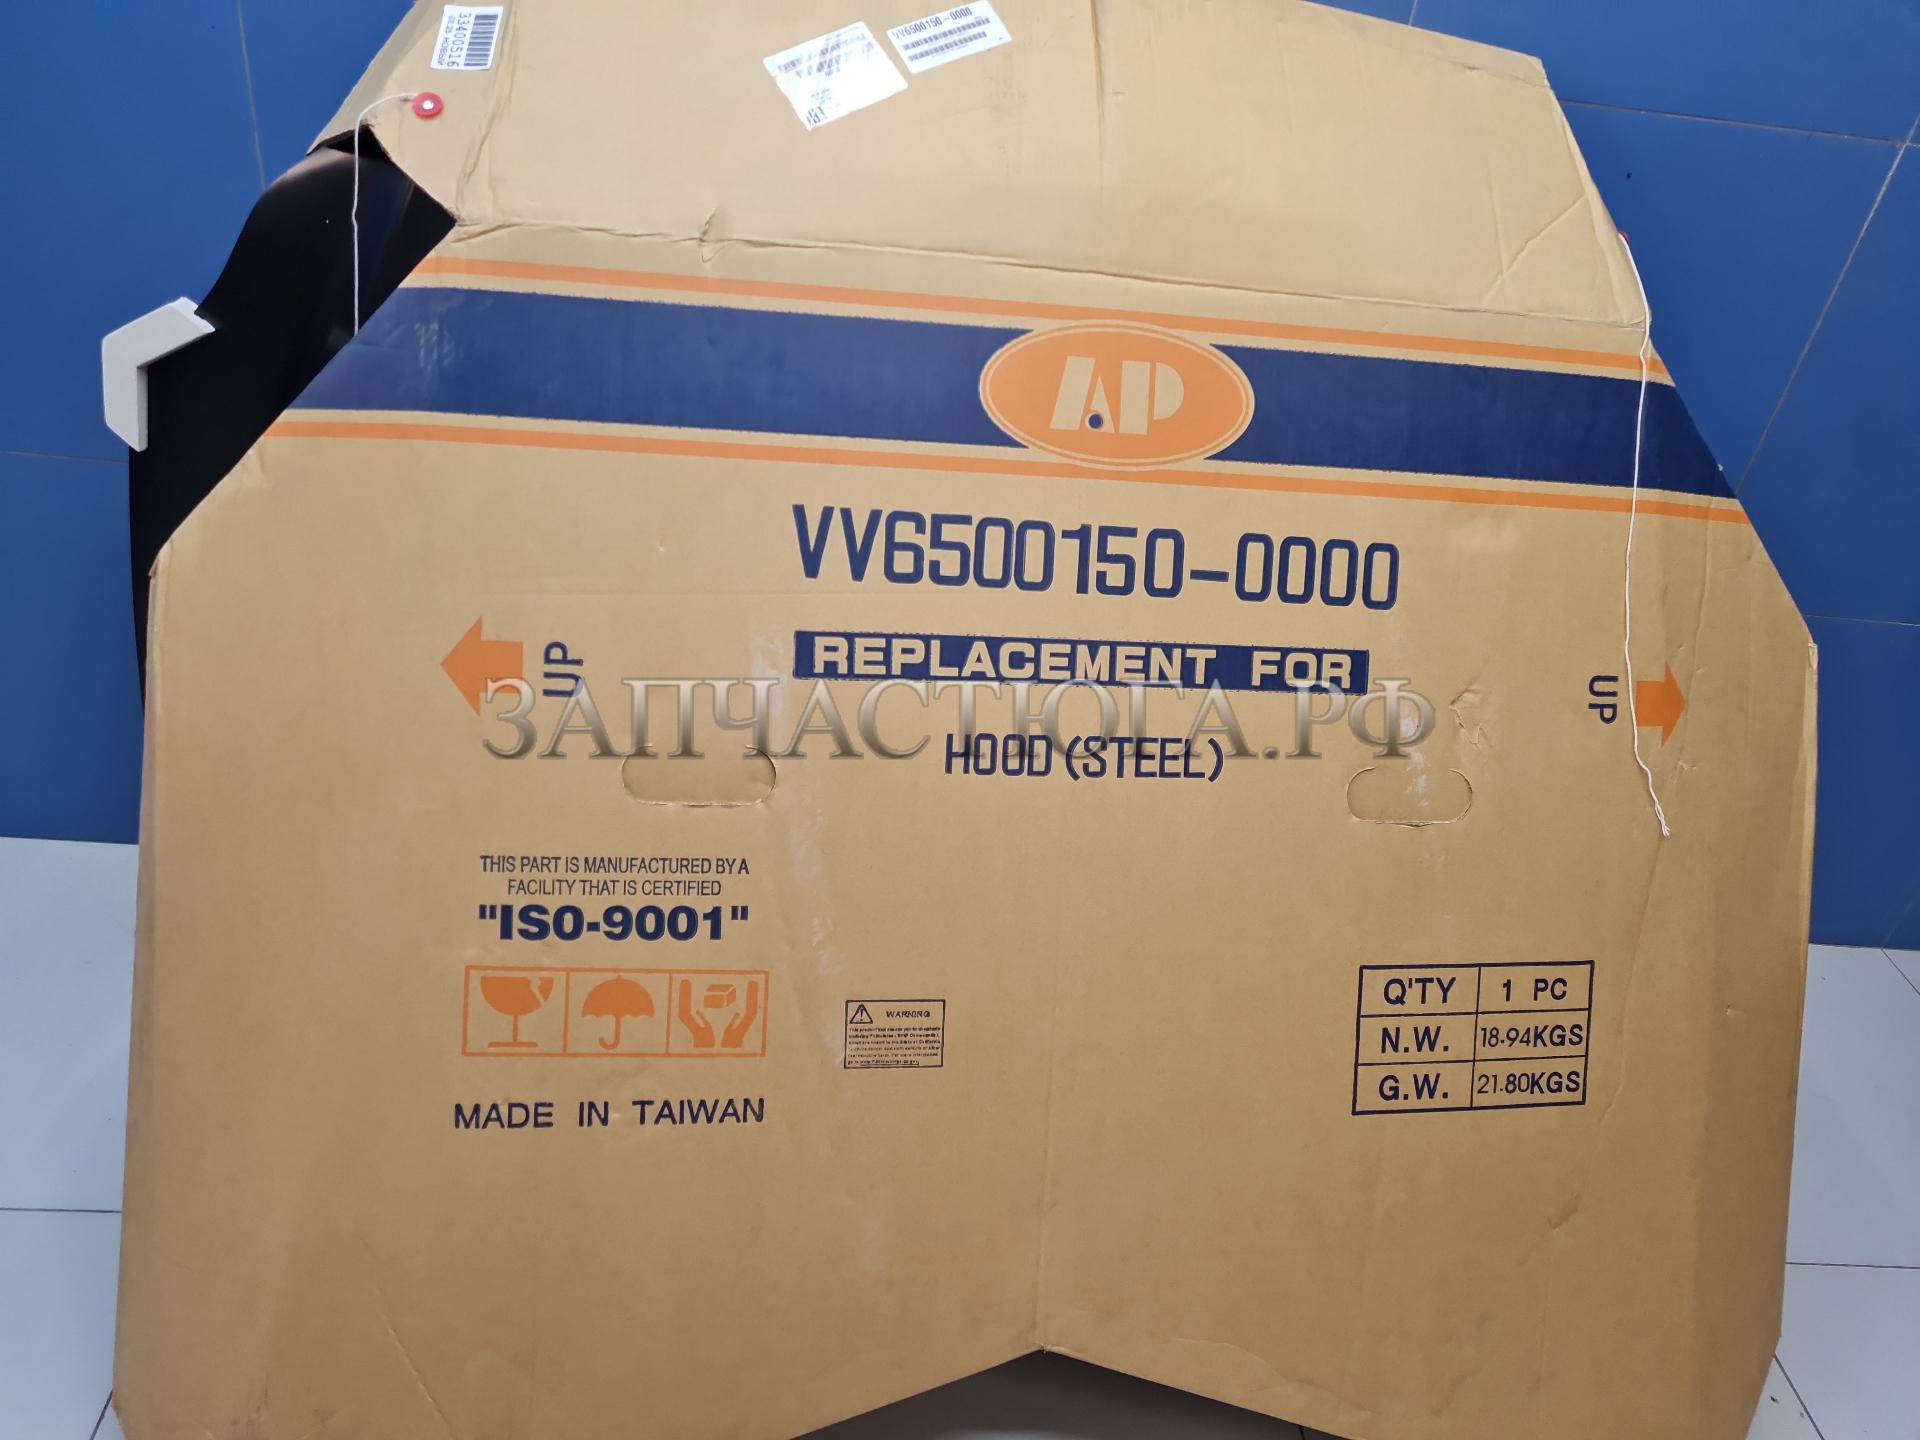 33400516
VV6500150-0000
AP
VV6500150-0000
REPLACEMENT FOR
HOOD (STEEL)
UP
UP
ЗАПЧАСТЮГА.РФ
THIS PART IS MANUFACTURED BY A
FACILITY THAT IS CERTIFIED
"ISO-9001"
WARNING
MADE IN TAIWAN
Q'TY 1 PC
N.W. 18.94KGS
G.W. 21.80KGS